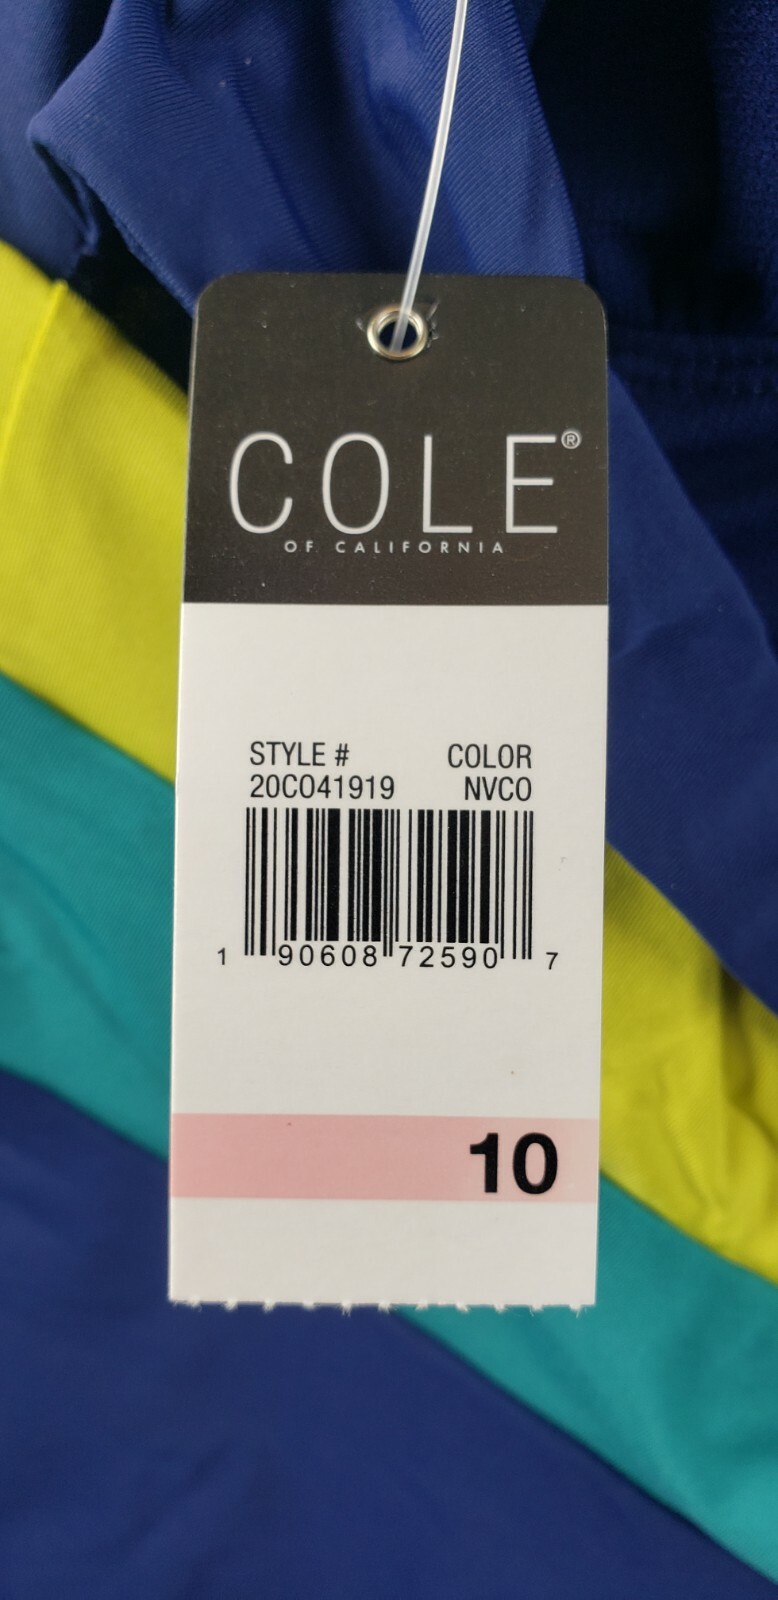 COLE®
OF CALIFORNIA
STYLE # COLOR
20C041919 NVCO
1 90608 72590 7
10